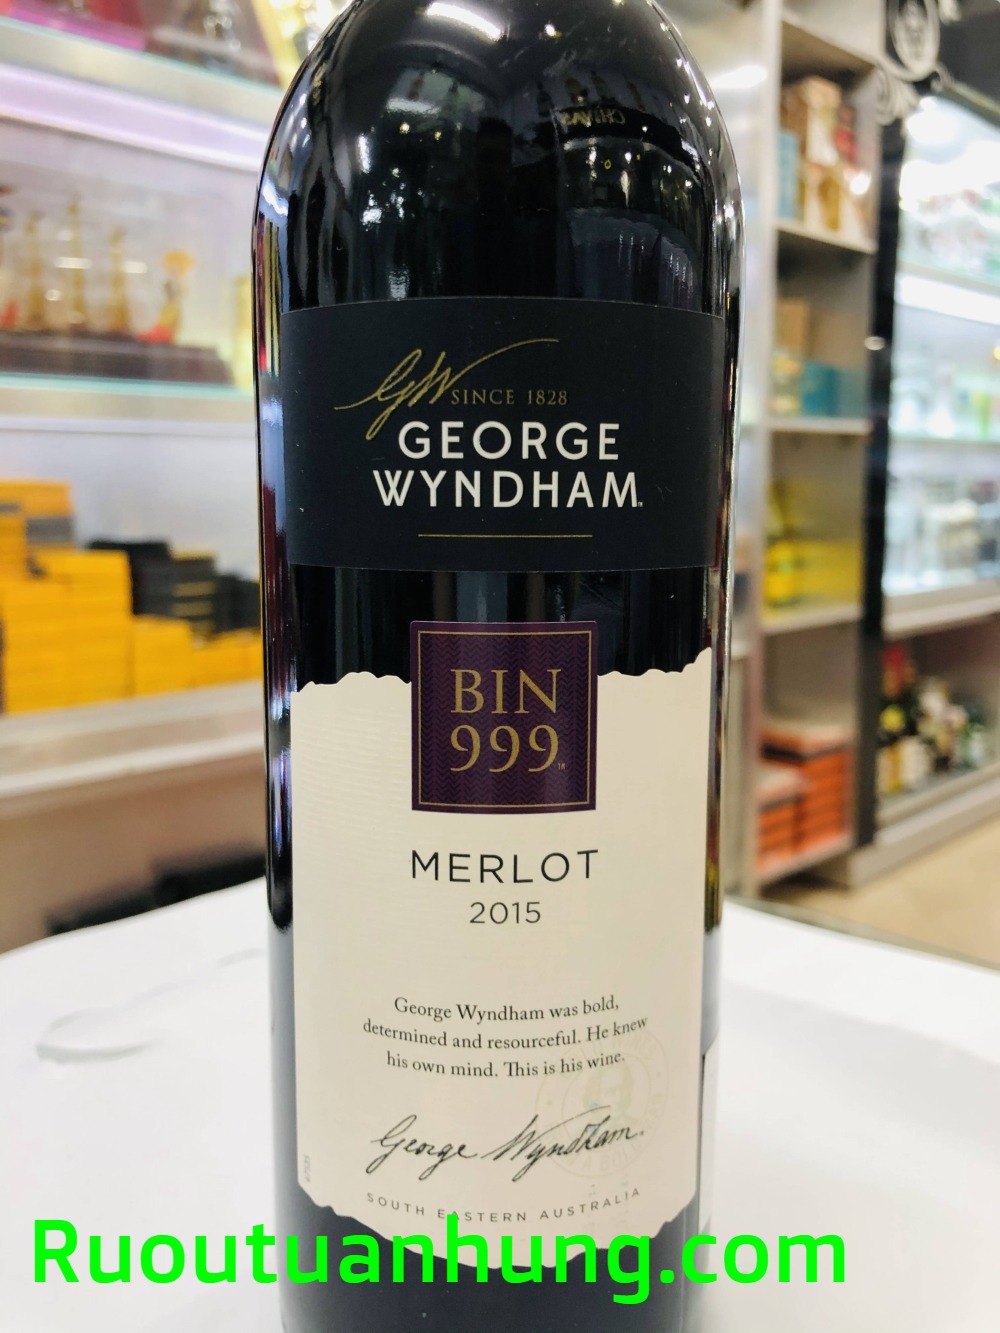 GW SINCE 1828
GEORGE
WYNDHAM
BIN
999
MERLOT
2015
George Wyndham was bold,
determined and resourceful. He knew
his own mind. This is his wine.
George Wyndham.
SOUTH EASTERN AUSTRALIA
Ruoutuanhung.com